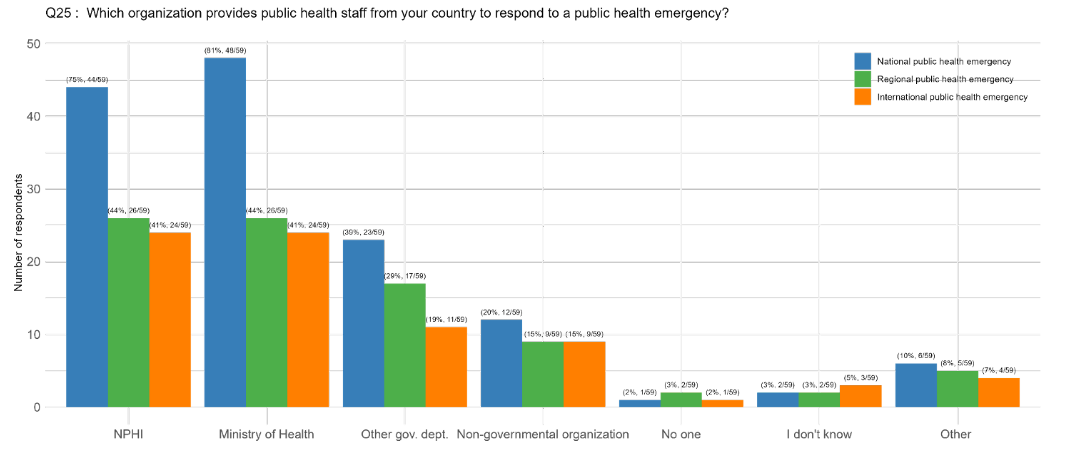 Q25 : Which organization provides public health staff from your country to respond to a public health emergency?
Number of respondents
50
40
30
20
10
0
National public health emergency
Regional public health emergency
International public health emergency
(75%, 44/59)
(44%, 26/59)
(41%, 24/59)
(81%, 48/59)
(44%, 26/59)
(41%, 24/59)
(39%, 23/59)
(29%, 17/59)
(19%, 11/59)
(20%, 12/59)
(15%, 9/59)
(15%, 9/59)
(2%, 1/59)
(3%, 2/59)
(2%, 1/59)
(3%, 2/59)
(3%, 2/59)
(5%, 3/59)
(10%, 6/59)
(8%, 5/59)
(7%, 4/59)
NPHI
Ministry of Health
Other gov. dept.
Non-governmental organization
No one
I don't know
Other